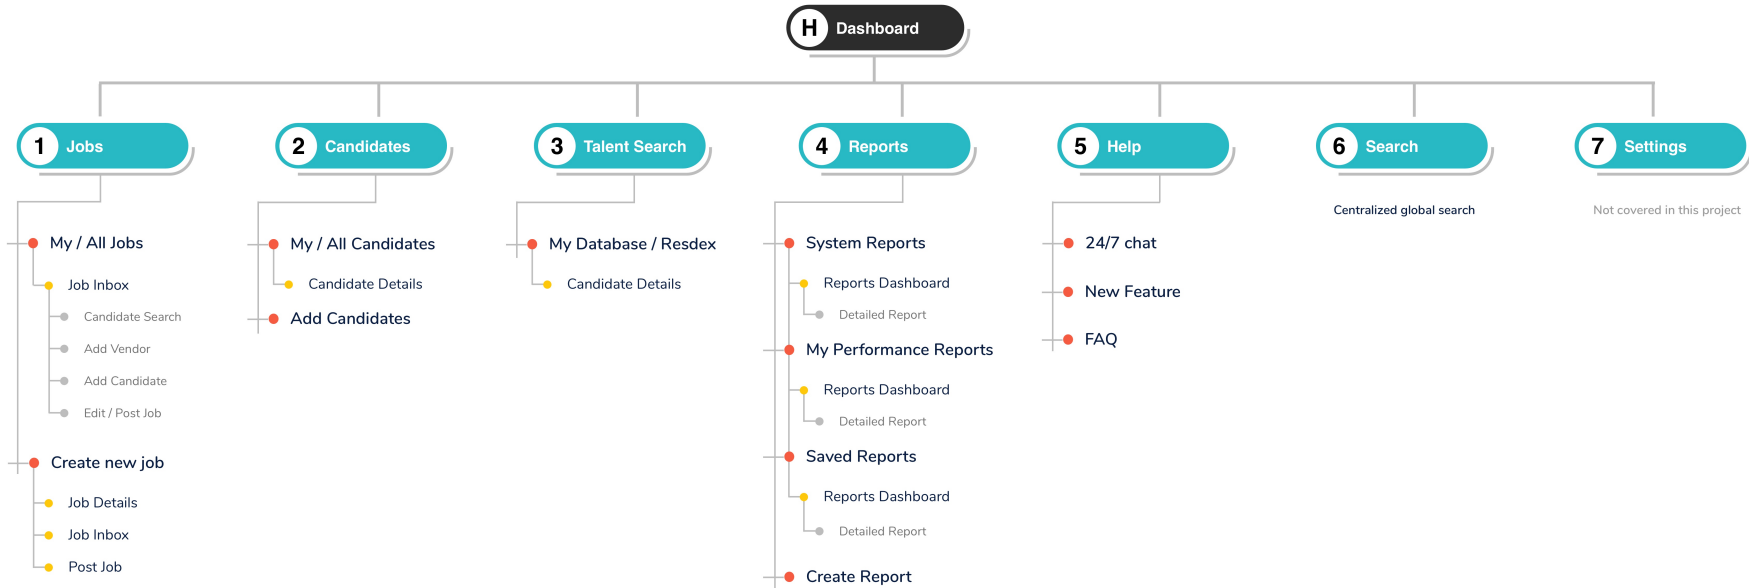 H Dashboard
1 Jobs
My / All Jobs
Job Inbox
Candidate Search
Add Vendor
Add Candidate
Edit / Post Job
Create new job
Job Details
Job Inbox
Post Job
2 Candidates
My / All Candidates
Candidate Details
Add Candidates
3 Talent Search
My Database / Resdex
Candidate Details
4 Reports
System Reports
Reports Dashboard
Detailed Report
My Performance Reports
Reports Dashboard
Detailed Report
Saved Reports
Reports Dashboard
Detailed Report
Create Report
5 Help
24/7 chat
New Feature
FAQ
6 Search
Centralized global search
7 Settings
Not covered in this project